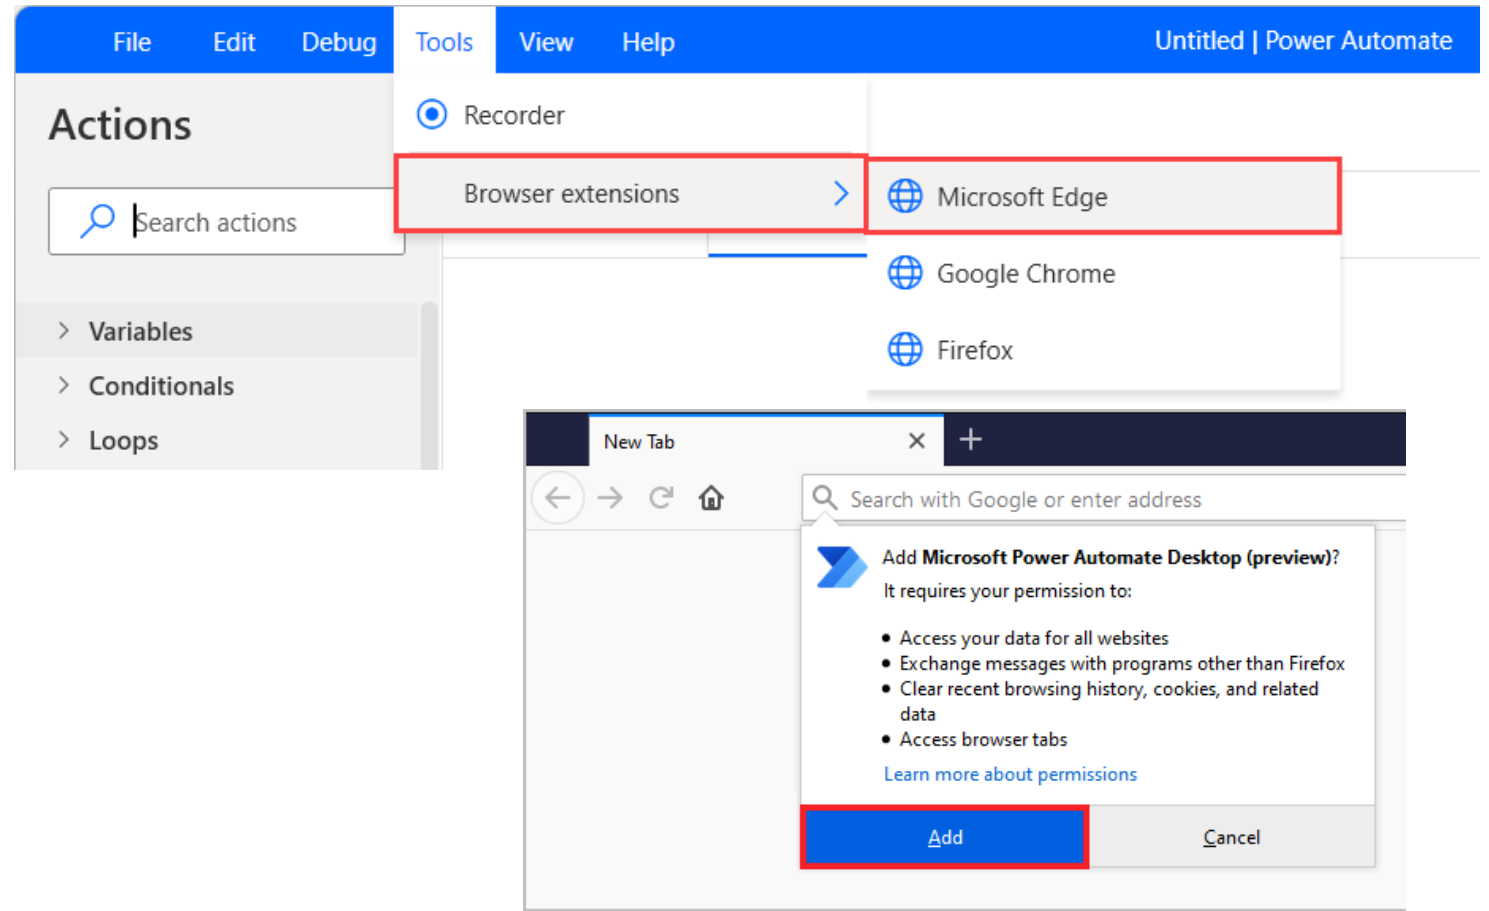 File Edit Debug Tools View Help Untitled | Power Automate
Actions
Search actions
Variables
Conditionals
Loops
Recorder
Browser extensions
Microsoft Edge
Google Chrome
Firefox
New Tab
Search with Google or enter address
Add Microsoft Power Automate Desktop (preview)?
It requires your permission to:
• Access your data for all websites
• Exchange messages with programs other than Firefox
• Clear recent browsing history, cookies, and related
data
• Access browser tabs
Learn more about permissions
Add Cancel